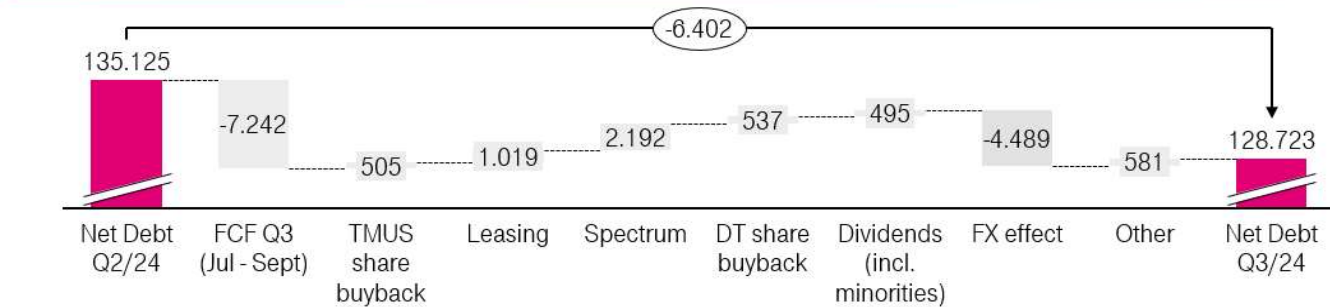 -6.402
135.125
-7.242
505
1.019
2.192
537
495
-4.489
581
128.723
Net Debt
Q2/24
FCF Q3
(Jul - Sept)
TMUS
share
buyback
Leasing
Spectrum
DT share
buyback
Dividends
(incl.
minorities)
FX effect
Other
Net Debt
Q3/24